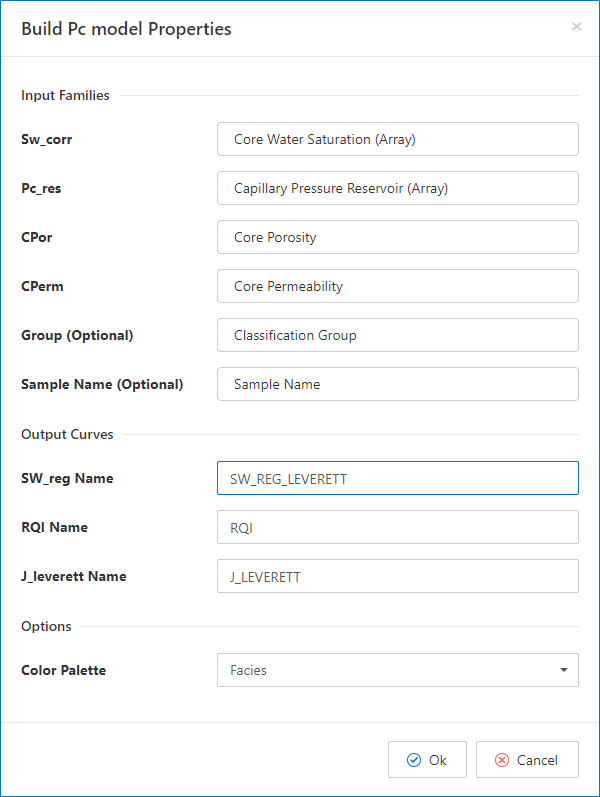 Build Pc model Properties ×
Input Families
Sw_corr Core Water Saturation (Array)
Pc_res Capillary Pressure Reservoir (Array)
CPor Core Porosity
CPerm Core Permeability
Group (Optional) Classification Group
Sample Name (Optional) Sample Name
Output Curves
SW_reg Name SW_REG_LEVERETT
RQI Name RQI
J_leverett Name J_LEVERETT
Options
Color Palette Facies
Ok Cancel